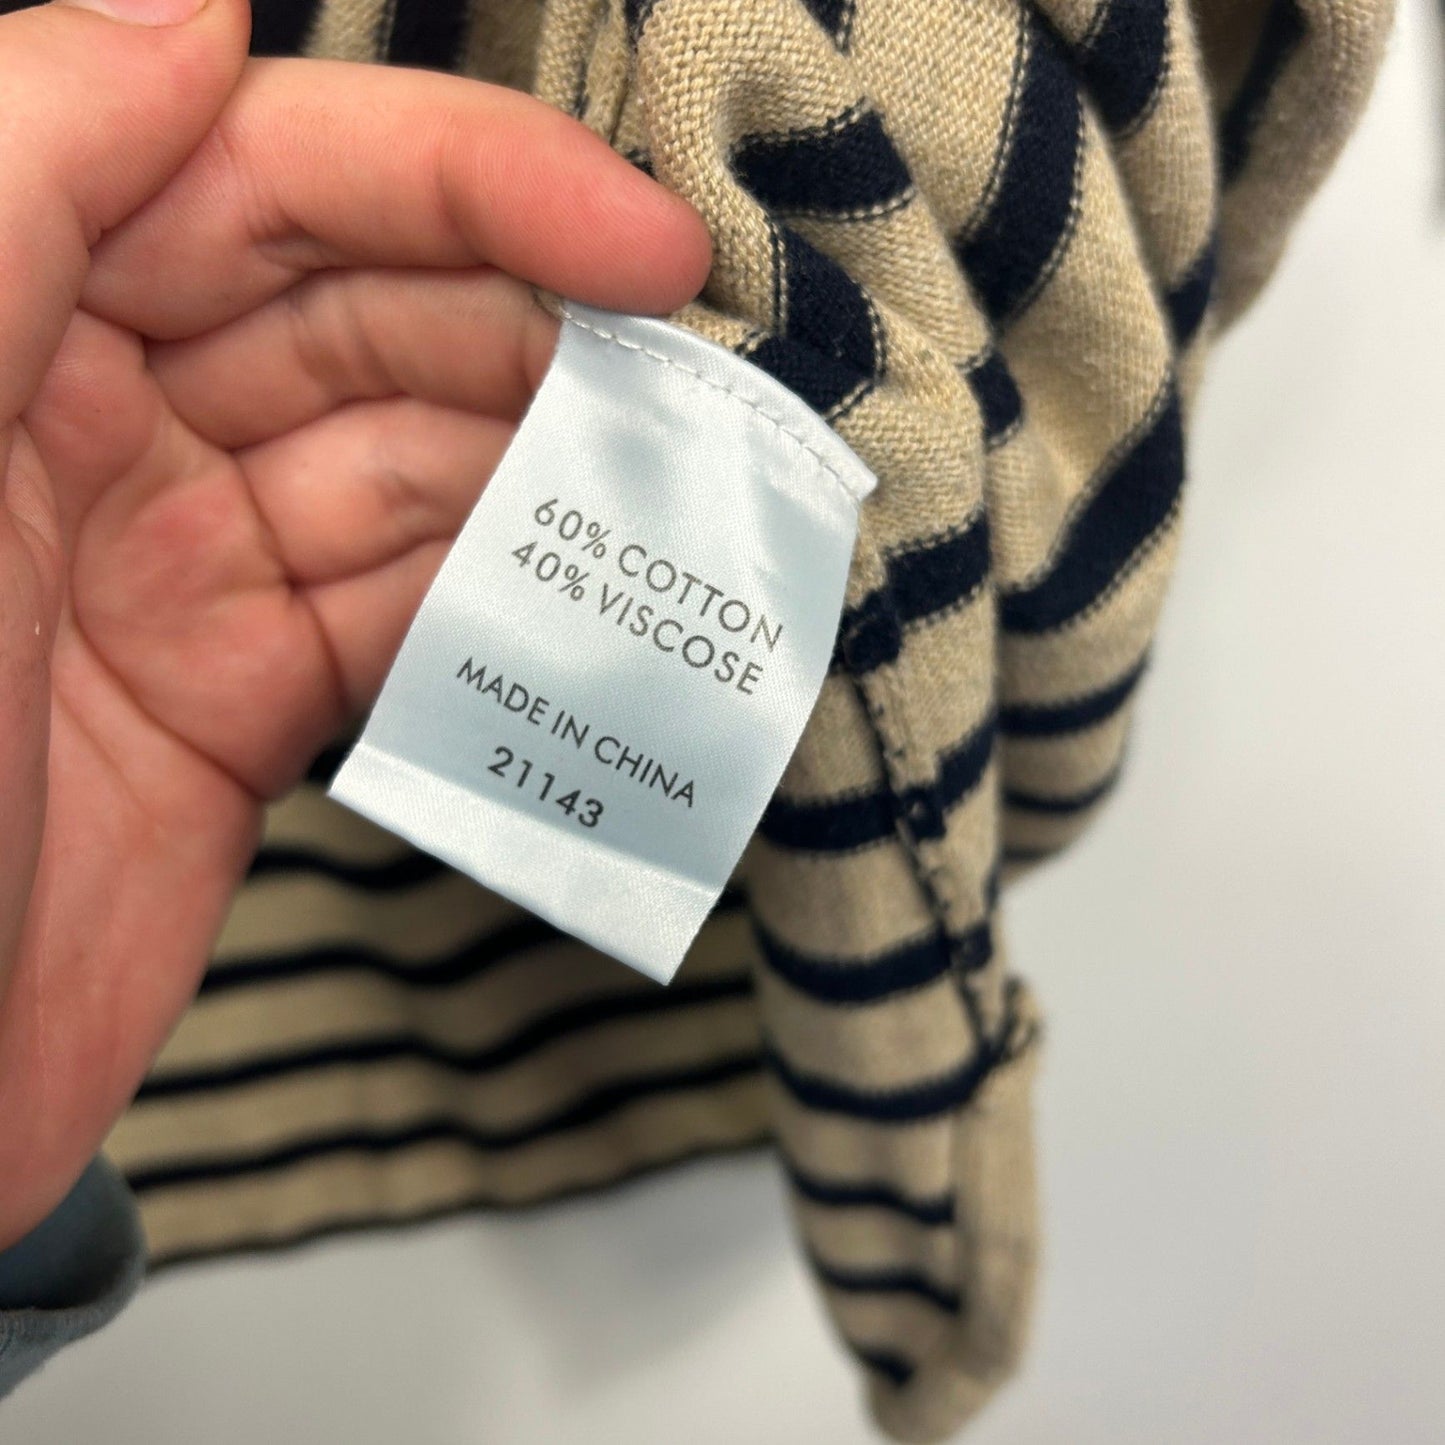 60% COTTON
40% VISCOSE
MADE IN CHINA
21143